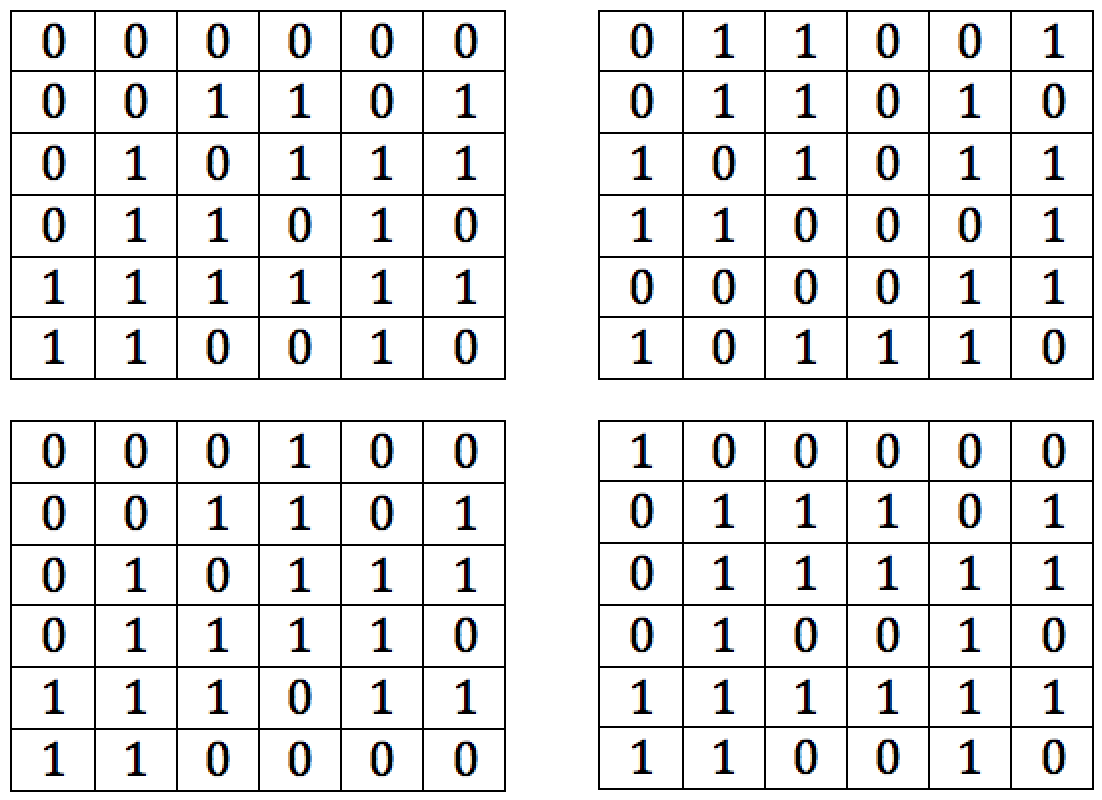 0 0 0 0 0 0
0 0 1 1 0 1
0 1 0 1 1 1
0 1 1 0 1 0
1 1 1 1 1 1
1 1 0 0 1 0
0 1 1 0 0 1
0 1 1 0 1 0
1 0 1 0 1 1
1 1 0 0 0 1
0 0 0 0 1 1
1 0 1 1 1 0
0 0 0 1 0 0
0 0 1 1 0 1
0 1 0 1 1 1
0 1 1 1 1 0
1 1 1 0 1 1
1 1 0 0 0 0
1 0 0 0 0 0
0 1 1 1 0 1
0 1 1 1 1 1
0 1 0 0 1 0
1 1 1 1 1 1
1 1 0 0 1 0